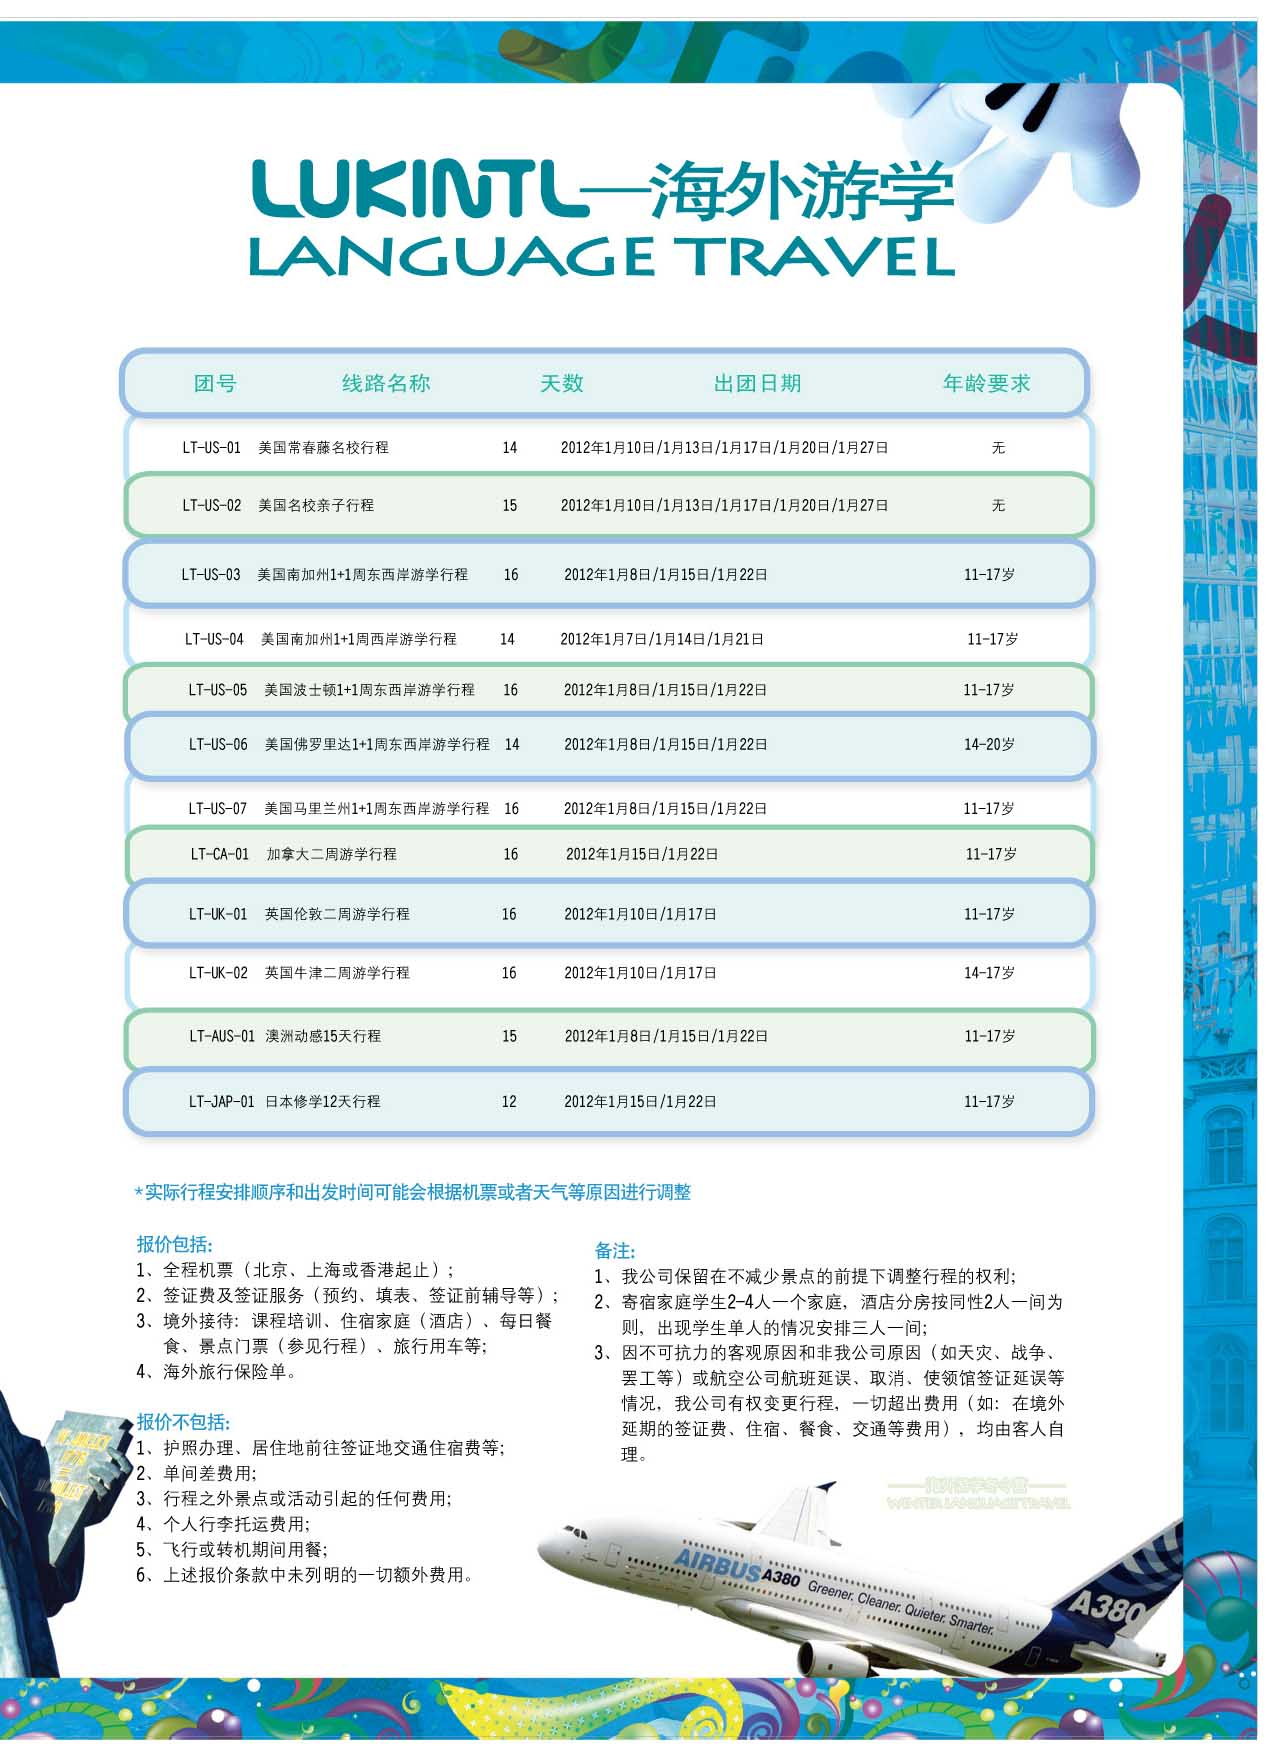 LUKINTL—海外游学
LANGUAGE TRAVEL
团号 线路名称 天数 出团日期 年龄要求
LT-US-01 美国常春藤名校行程 14 2012年1月10日/1月13日/1月17日/1月20日/1月27日 无
LT-US-02 美国名校亲子行程 15 2012年1月10日/1月13日/1月17日/1月20日/1月27日 无
LT-US-03 美国南加州1+1周东西岸游学行程 16 2012年1月8日/1月15日/1月22日 11-17岁
LT-US-04 美国南加州1+1周西岸游学行程 14 2012年1月7日/1月14日/1月21日 11-17岁
LT-US-05 美国波士顿1+1周东西岸游学行程 16 2012年1月8日/1月15日/1月22日 11-17岁
LT-US-06 美国佛罗里达1+1周东西岸游学行程 14 2012年1月8日/1月15日/1月22日 14-20岁
LT-US-07 美国马里兰州1+1周东西岸游学行程 16 2012年1月8日/1月15日/1月22日 11-17岁
LT-CA-01 加拿大二周游学行程 16 2012年1月15日/1月22日 11-17岁
LT-UK-01 英国伦敦二周游学行程 16 2012年1月10日/1月17日 11-17岁
LT-UK-02 英国牛津二周游学行程 16 2012年1月10日/1月17日 14-17岁
LT-AUS-01 澳洲动感15天行程 15 2012年1月8日/1月15日/1月22日 11-17岁
LT-JAP-01 日本修学12天行程 12 2012年1月15日/1月22日 11-17岁
*实际行程安排顺序和出发时间可能会根据机票或者天气等原因进行调整
报价包括:
1、全程机票（北京、上海或香港起止）;
2、签证费及签证服务（预约、填表、签证前辅导等）;
3、境外接待: 课程培训、住宿家庭（酒店）、每日餐
食、景点门票（参见行程）、旅行用车等;
4、海外旅行保险单。
报价不包括:
1、护照办理、居住地前往签证地交通住宿费等;
2、单间差费用;
3、行程之外景点或活动引起的任何费用;
4、个人行李托运费用;
5、飞行或转机期间用餐;
6、上述报价条款中未列明的一切额外费用。
备注:
1、我公司保留在不减少景点的前提下调整行程的权利;
2、寄宿家庭学生2-4人一个家庭, 酒店分房按同性2人一间为
则, 出现学生单人的情况安排三人一间;
3、因不可抗力的客观原因和非我公司原因（如天灾、战争、
罢工等）或航空公司航班延误、取消、使领馆签证延误等
情况, 我公司有权变更行程, 一切超出费用（如: 在境外
延期的签证费、住宿、餐食、交通等费用）, 均由客人自
理。
海外游学冬令营
WINTER LANGUAGE TRAVEL
AIRBUS A380 Greener. Cleaner. Quieter. Smarter.
A380